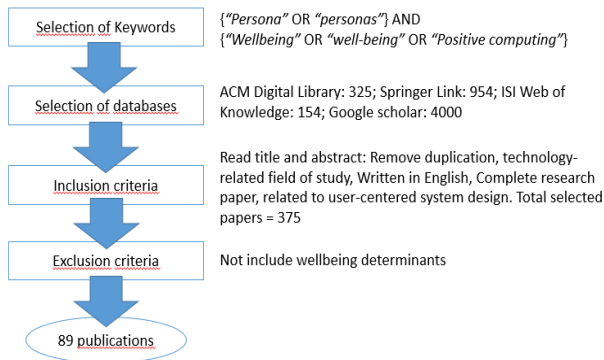 Selection of Keywords
{“Persona” OR “personas”} AND
{“Wellbeing” OR “well-being” OR “Positive computing”}
Selection of databases
ACM Digital Library: 325; Springer Link: 954; ISI Web of
Knowledge: 154; Google scholar: 4000
Inclusion criteria
Read title and abstract: Remove duplication, technology-
related field of study, Written in English, Complete research
paper, related to user-centered system design. Total selected
papers = 375
Exclusion criteria
Not include wellbeing determinants
89 publications